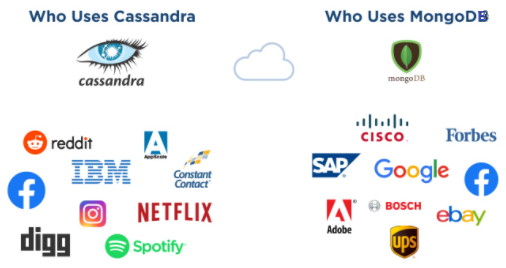 Who Uses Cassandra
Who Uses MongoDB
cassandra
mongoDB
reddit
AppScale
IBM
Constant
Contact
NETFLIX
digg
Spotify
CISCO
Forbes
SAP
Google
Adobe
BOSCH
ebay
ups